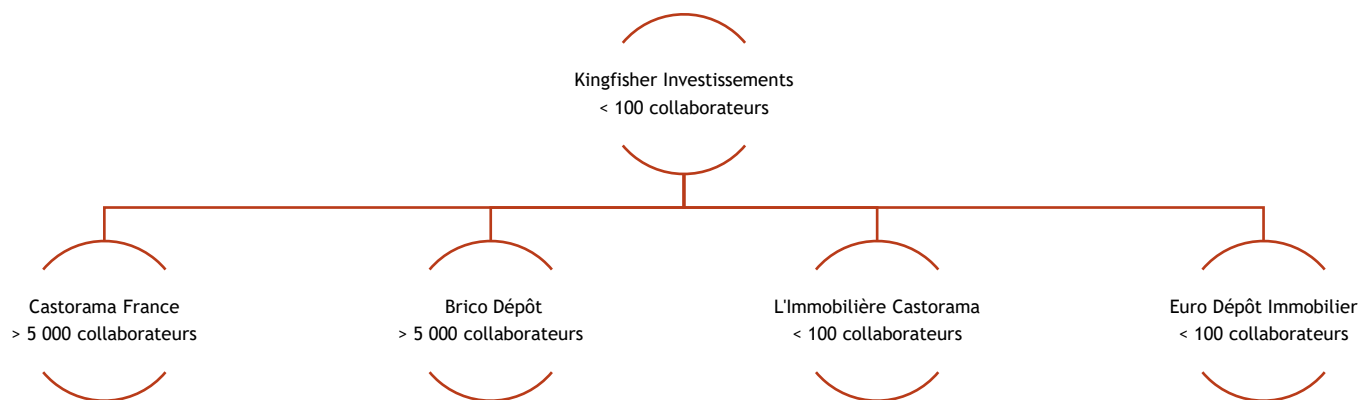 Kingfisher Investissements
< 100 collaborateurs
Castorama France
> 5 000 collaborateurs
Brico Dépôt
> 5 000 collaborateurs
L'Immobilière Castorama
< 100 collaborateurs
Euro Dépôt Immobilier
< 100 collaborateurs